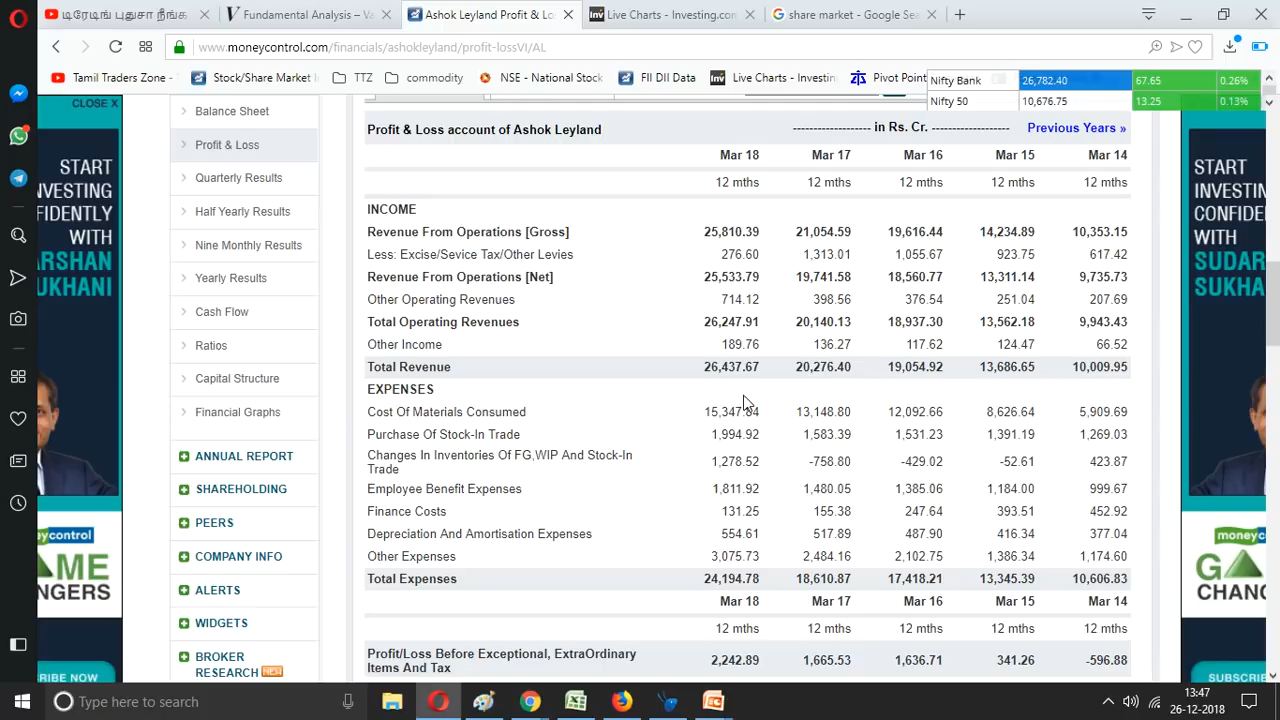 டிரேடிங் புதுசா நீங்க
Fundamental Analysis – Va
Ashok Leyland Profit & Lo
Live Charts - Investing.com
share market - Google Sea
www.moneycontrol.com/financials/ashokleyland/profit-lossVI/AL
Tamil Traders Zone -
Stock/Share Market I
TTZ
commodity
NSE - National Stock
FII DII Data
Live Charts - Investin
Pivot Point
Nifty Bank 26,782.40 67.65 0.26%
Nifty 50 10,676.75 13.25 0.13%
CLOSE X
START
INVESTING
WITH
Balance Sheet
Profit & Loss
Quarterly Results
Half Yearly Results
Nine Monthly Results
Yearly Results
Cash Flow
Ratios
Capital Structure
Financial Graphs
ANNUAL REPORT
SHAREHOLDING
PEERS
COMPANY INFO
ALERTS
WIDGETS
BROKER
RESEARCH
Profit & Loss account of Ashok Leyland ------------------- in Rs. Cr. ------------------- Previous Years »
Mar 18 Mar 17 Mar 16 Mar 15 Mar 14
12 mths 12 mths 12 mths 12 mths 12 mths
INCOME
Revenue From Operations [Gross] 25,810.39 21,054.59 19,616.44 14,234.89 10,353.15
Less: Excise/Sevice Tax/Other Levies 276.60 1,313.01 1,055.67 923.75 617.42
Revenue From Operations [Net] 25,533.79 19,741.58 18,560.77 13,311.14 9,735.73
Other Operating Revenues 714.12 398.56 376.54 251.04 207.69
Total Operating Revenues 26,247.91 20,140.13 18,937.30 13,562.18 9,943.43
Other Income 189.76 136.27 117.62 124.47 66.52
Total Revenue 26,437.67 20,276.40 19,054.92 13,686.65 10,009.95
EXPENSES
Cost Of Materials Consumed 15,347.84 13,148.80 12,092.66 8,626.64 5,909.69
Purchase Of Stock-In Trade 1,994.92 1,583.39 1,531.23 1,391.19 1,269.03
Changes In Inventories Of FG,WIP And Stock-In
Trade 1,278.52 -758.80 -429.02 -52.61 423.87
Employee Benefit Expenses 1,811.92 1,480.05 1,385.06 1,184.00 999.67
Finance Costs 131.25 155.38 247.64 393.51 452.92
Depreciation And Amortisation Expenses 554.61 517.89 487.90 416.34 377.04
Other Expenses 3,075.73 2,484.16 2,102.75 1,386.34 1,174.60
Total Expenses 24,194.78 18,610.87 17,418.21 13,345.39 10,606.83
Mar 18 Mar 17 Mar 16 Mar 15 Mar 14
12 mths 12 mths 12 mths 12 mths 12 mths
Profit/Loss Before Exceptional, ExtraOrdinary
Items And Tax 2,242.89 1,665.53 1,636.71 341.26 -596.88
START
WITH
Type here to search
13:47
26-12-2018